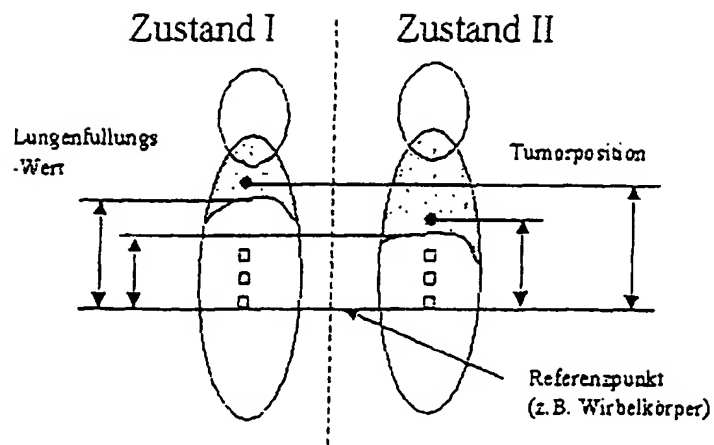 Zustand I
Zustand II
Lungenfullungs
-Wert
Tumorposition
Referenzpunkt
(z.B. Wirbelkörper)